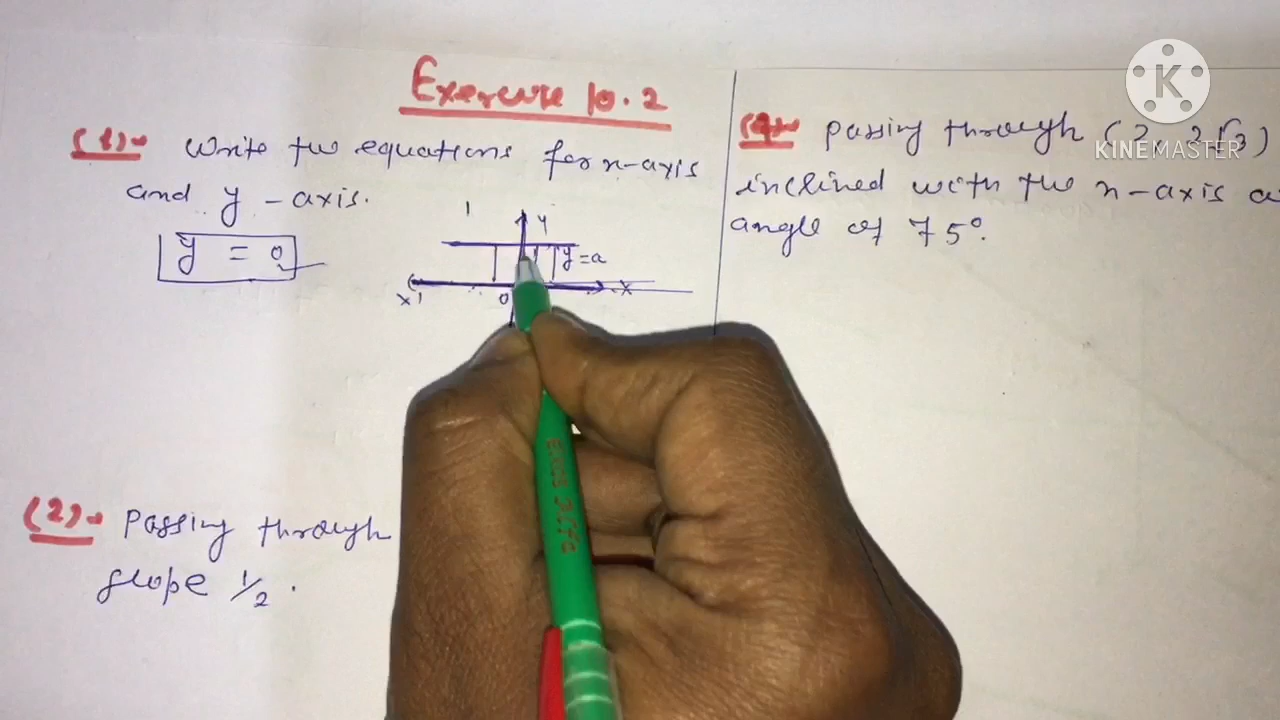 Exercise 10.2
(1)- Write the equations for x-axis
and y-axis.
y = 0
y
y=a
x'
0
x
(2)- Passing through
slope 1/2.
(4)- Passing through (2, 2√3)
inclined with the x-axis a
angle of 75°.
KINEMASTER
K